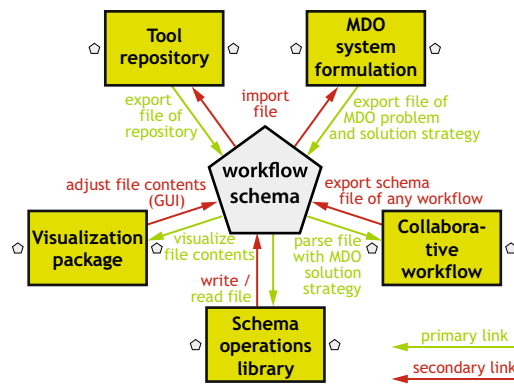 Tool
repository
MDO
system
formulation
export
file of
repository
import
file
export file of
MDO problem
and solution strategy
workflow
schema
adjust file contents
(GUI)
export schema
file of any workflow
Visualization
package
visualize
file contents
parse file
with MDO
solution
strategy
Collabora-
tive
workflow
write /
read file
Schema
operations
library
primary link
secondary link